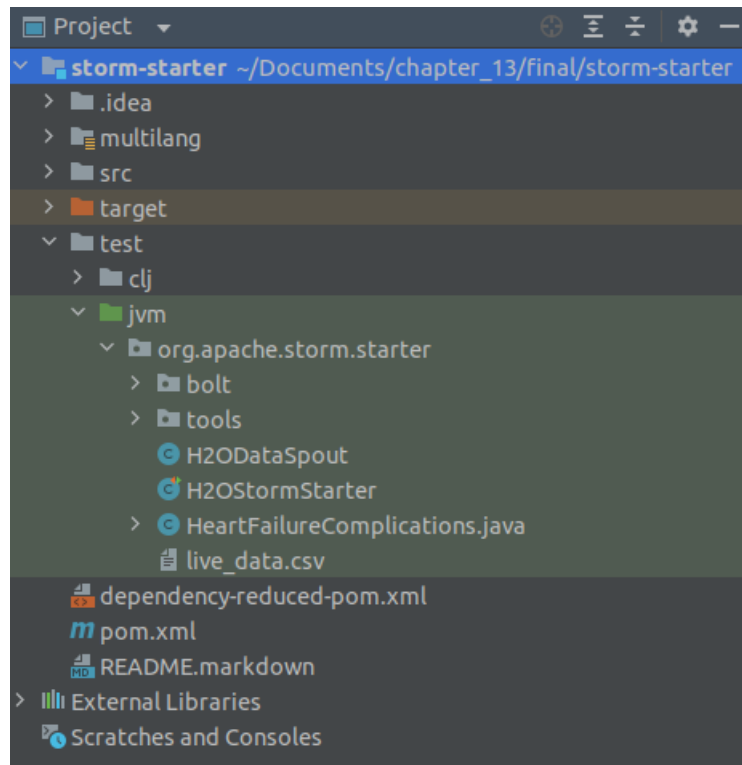 Project
storm-starter ~/Documents/chapter_13/final/storm-starter
.idea
multilang
src
target
test
clj
jvm
org.apache.storm.starter
bolt
tools
H2ODataSpout
H2OStormStarter
HeartFailureComplications.java
live_data.csv
dependency-reduced-pom.xml
m pom.xml
MD README.markdown
External Libraries
Scratches and Consoles